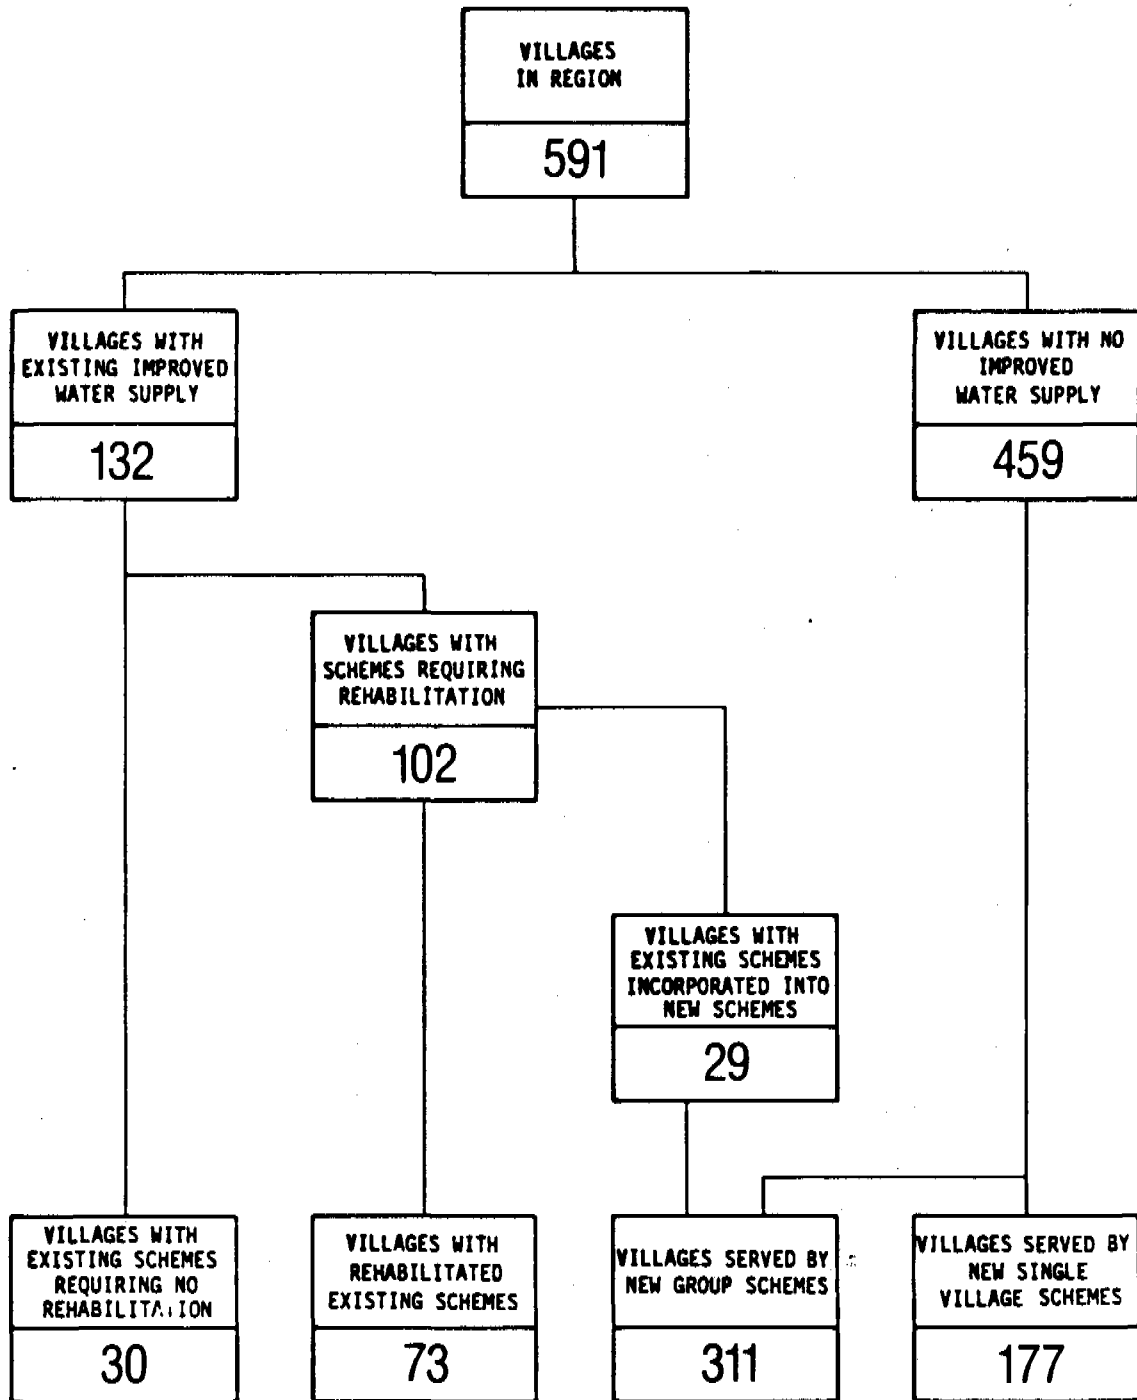 VILLAGES
IN REGION
591
VILLAGES WITH
EXISTING IMPROVED
WATER SUPPLY
132
VILLAGES WITH NO
IMPROVED
WATER SUPPLY
459
VILLAGES WITH
SCHEMES REQUIRING
REHABILITATION
102
VILLAGES WITH
EXISTING SCHEMES
INCORPORATED INTO
NEW SCHEMES
29
VILLAGES WITH
EXISTING SCHEMES
REQUIRING NO
REHABILITATION
30
VILLAGES WITH
REHABILITATED
EXISTING SCHEMES
73
VILLAGES SERVED BY
NEW GROUP SCHEMES
311
VILLAGES SERVED BY
NEW SINGLE
VILLAGE SCHEMES
177